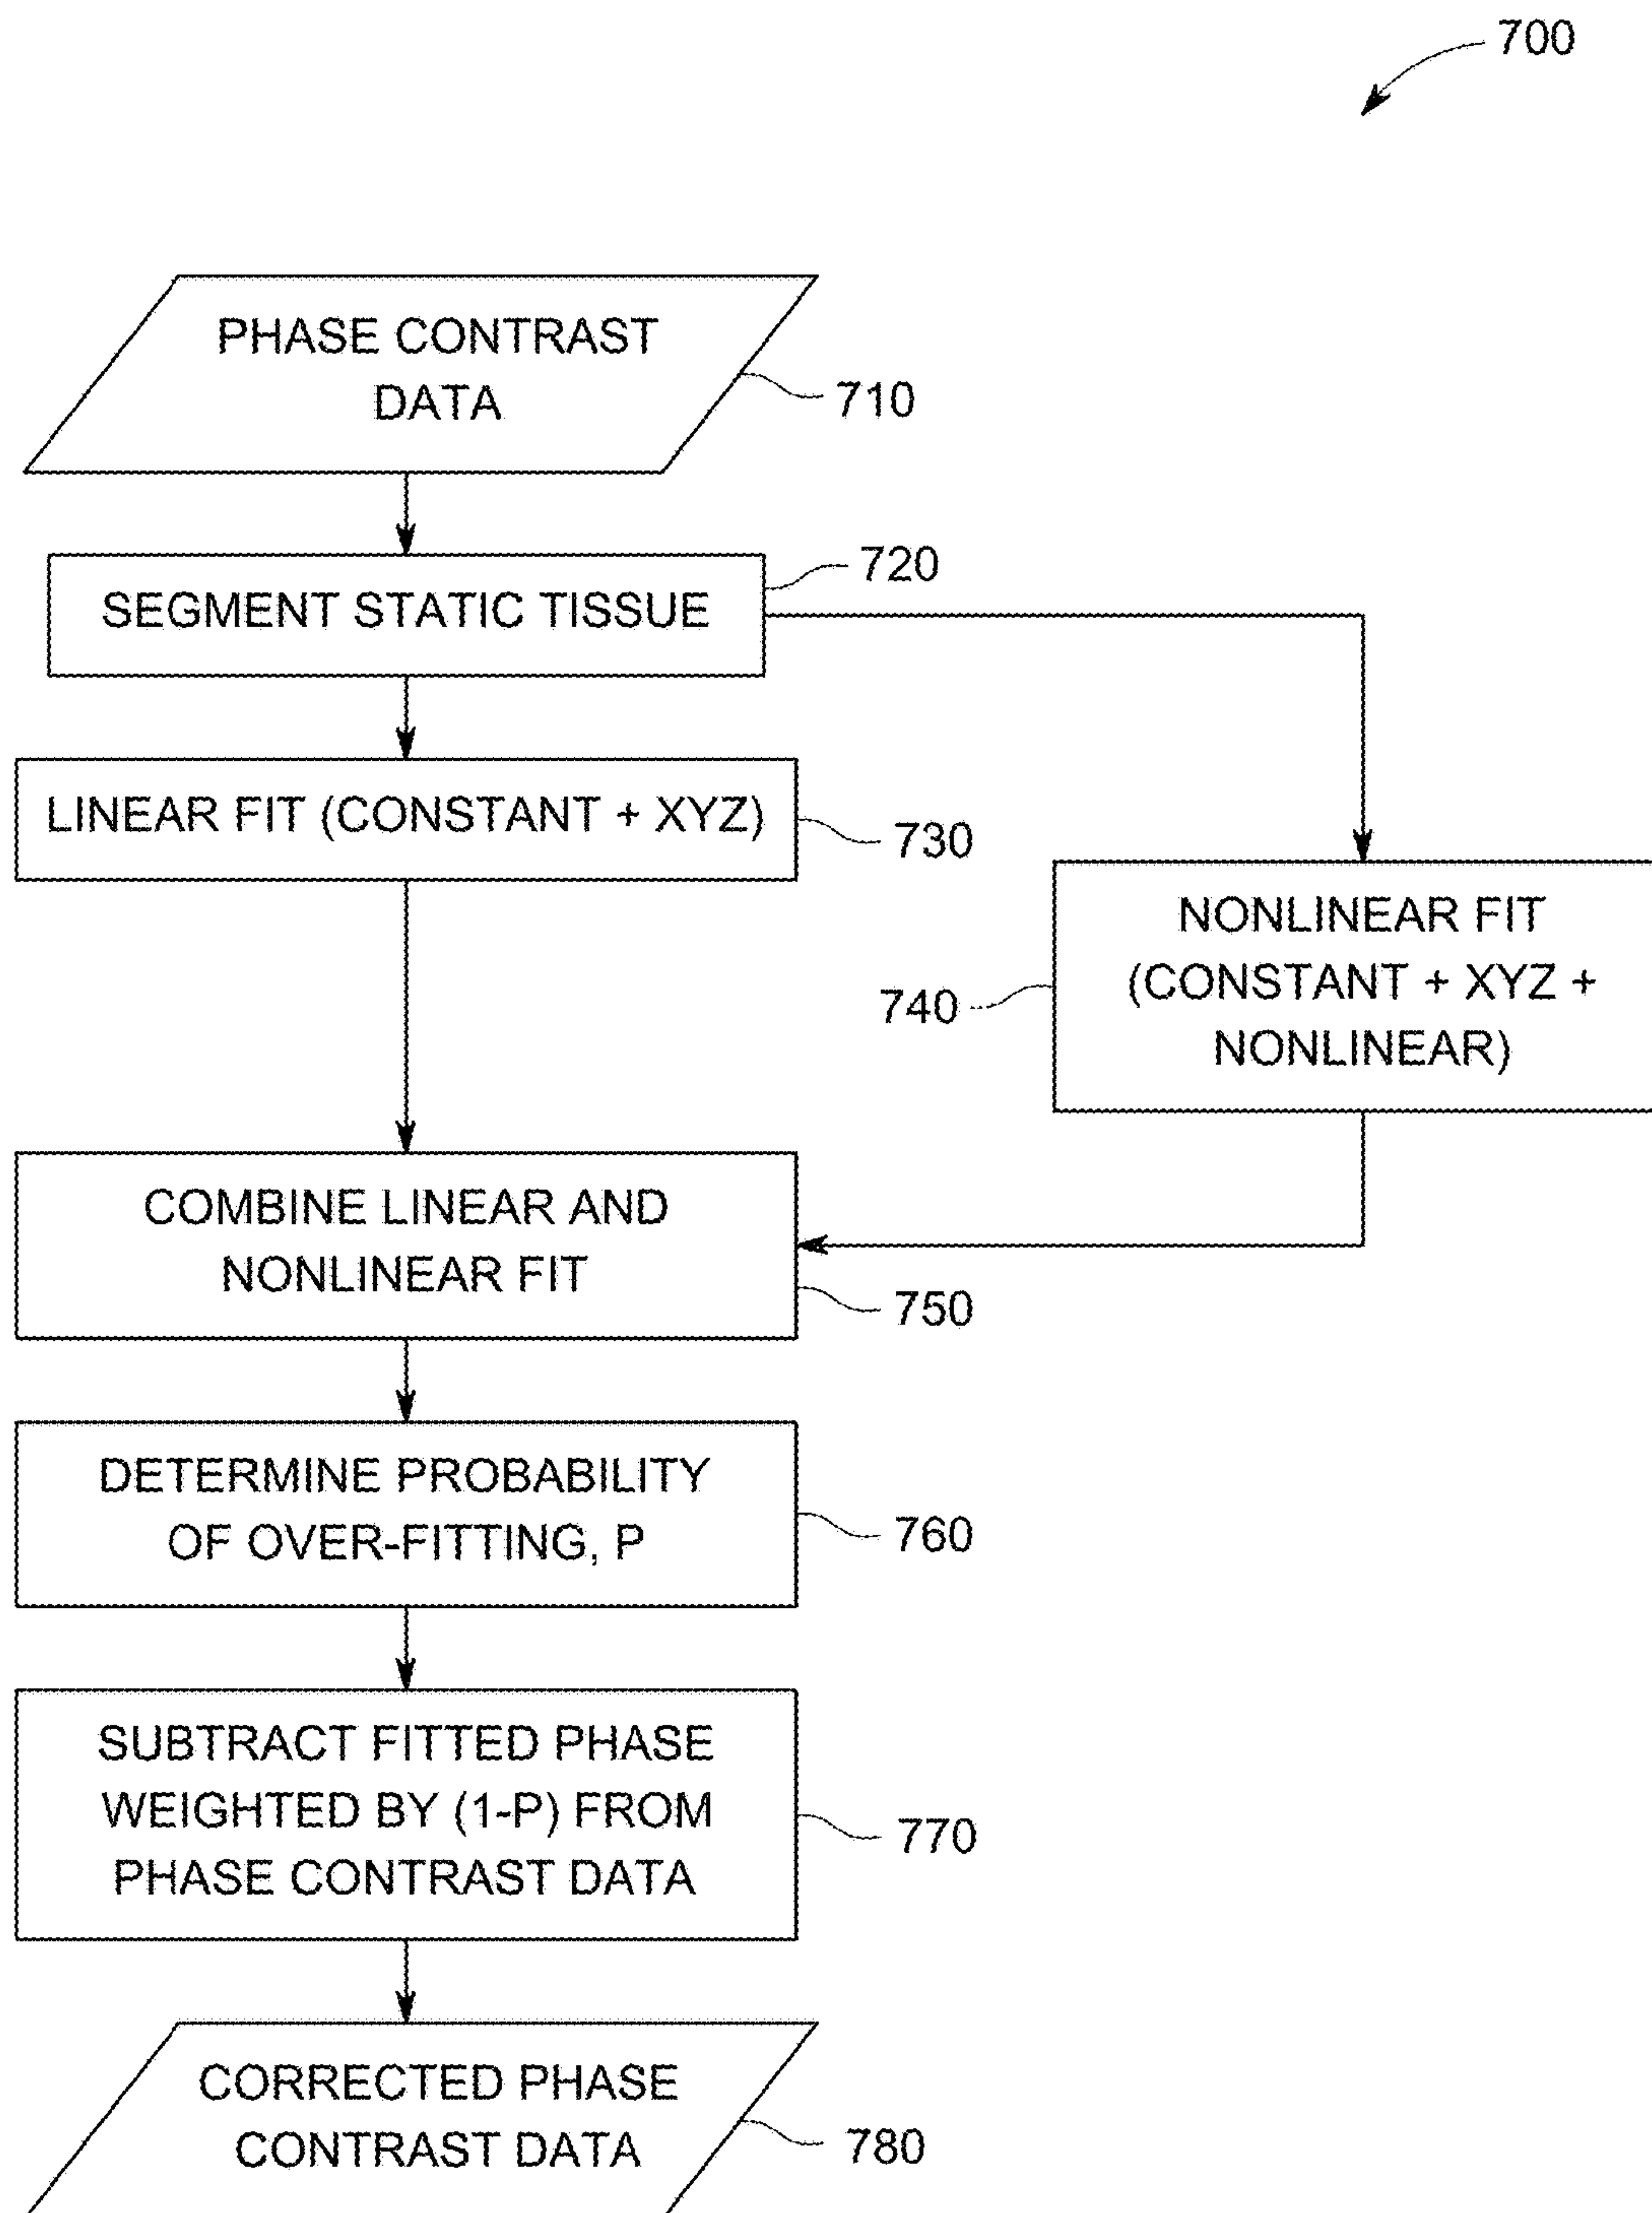 700
PHASE CONTRAST
DATA
710
SEGMENT STATIC TISSUE
720
LINEAR FIT (CONSTANT + XYZ)
730
NONLINEAR FIT
(CONSTANT + XYZ +
NONLINEAR)
740
COMBINE LINEAR AND
NONLINEAR FIT
750
DETERMINE PROBABILITY
OF OVER-FITTING, P
760
SUBTRACT FITTED PHASE
WEIGHTED BY (1-P) FROM
PHASE CONTRAST DATA
770
CORRECTED PHASE
CONTRAST DATA
780